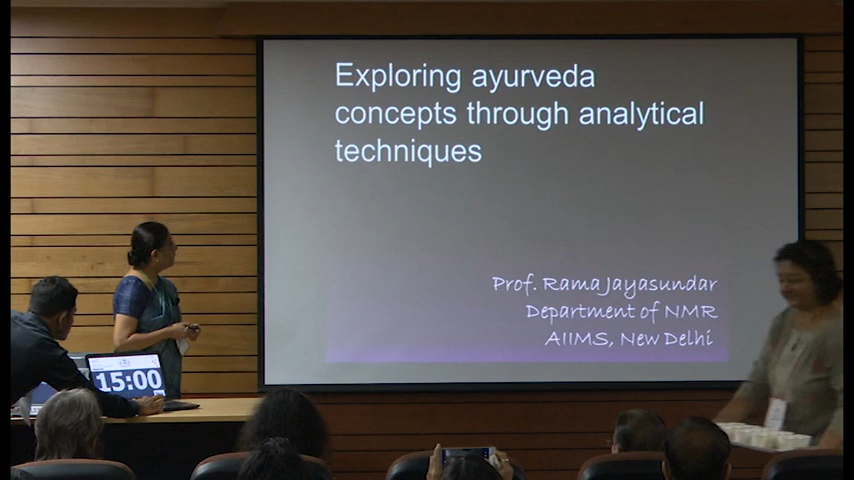 Exploring ayurveda
concepts through analytical
techniques
Prof. Rama Jayasundar
Department of NMR
AIIMS, New Delhi
15:00